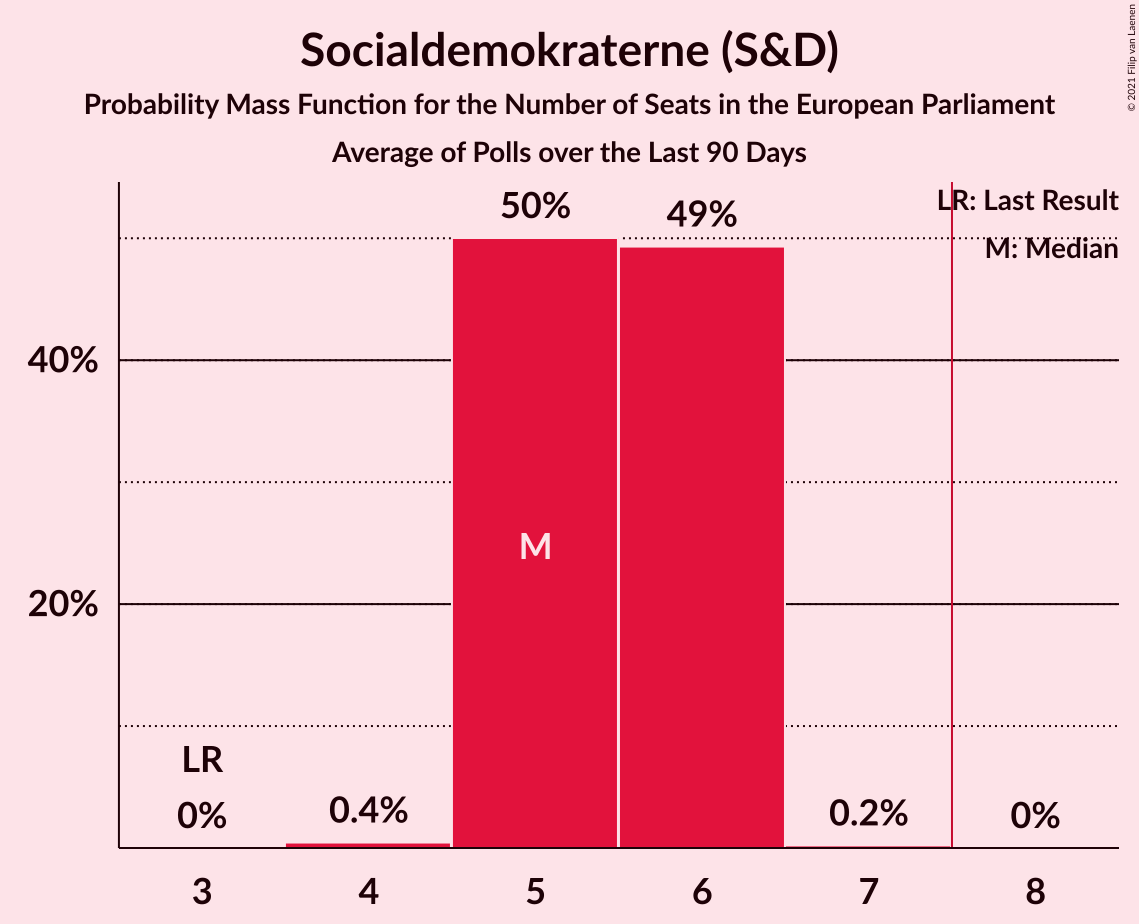 Socialdemokraterne (S&D)
Probability Mass Function for the Number of Seats in the European Parliament
Average of Polls over the Last 90 Days
© 2021 Filip van Laenen
LR: Last Result
M: Median
50%
49%
40%
20%
M
LR
0%
0.4%
0.2%
0%
3
4
5
6
7
8